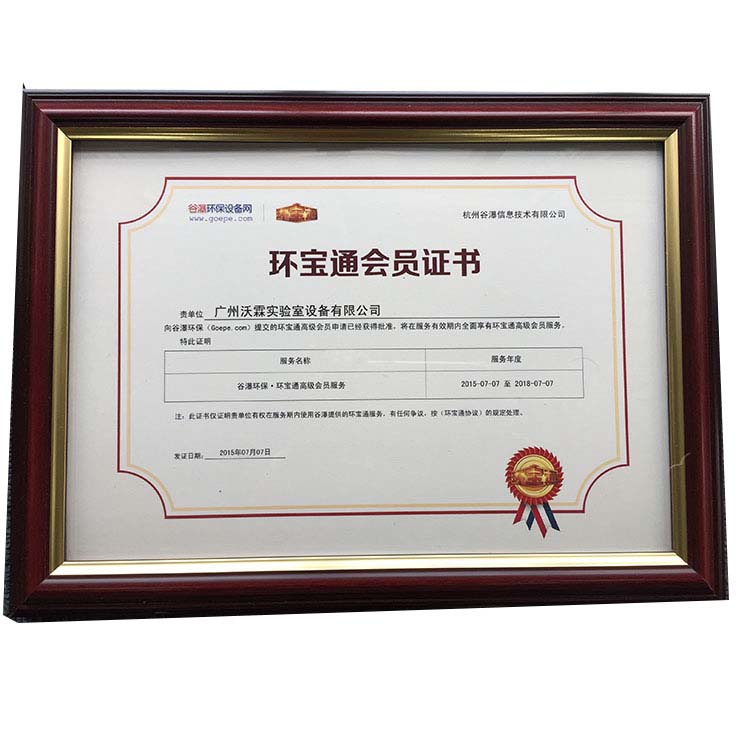 谷瀑环保设备网
www.goepe.com
杭州谷瀑信息技术有限公司
环宝通会员证书
贵单位 广州沃霖实验室设备有限公司
向谷瀑环保（Goepe.com）提交的环宝通高级会员申请已经获得批准，将在服务有效期内全面享有环宝通高级会员服务。
特此证明
服务名称 服务年度
谷瀑环保·环宝通高级会员服务 2015-07-07 至 2018-07-07
注：此证书仅证明贵单位有权在服务期内使用谷瀑提供的环宝通服务，有任何争议，按《环宝通协议》的规定处理。
发证日期： 2015年07月07日